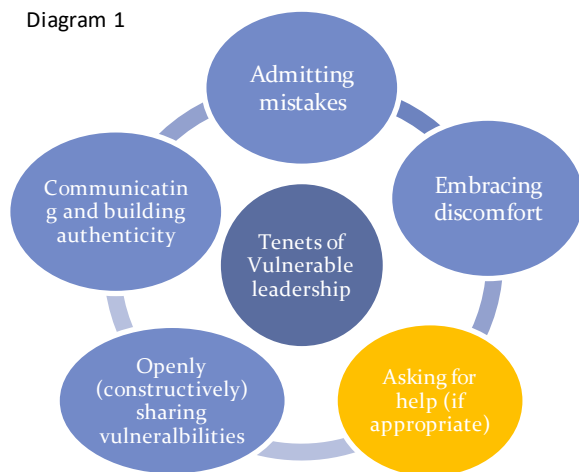 Diagram 1
Admitting
mistakes
Embracing
discomfort
Asking for
help (if
appropriate)
Openly
(constructively)
sharing
vulneralbilities
Communicatin
g and building
authenticity
Tenets of
Vulnerable
leadership